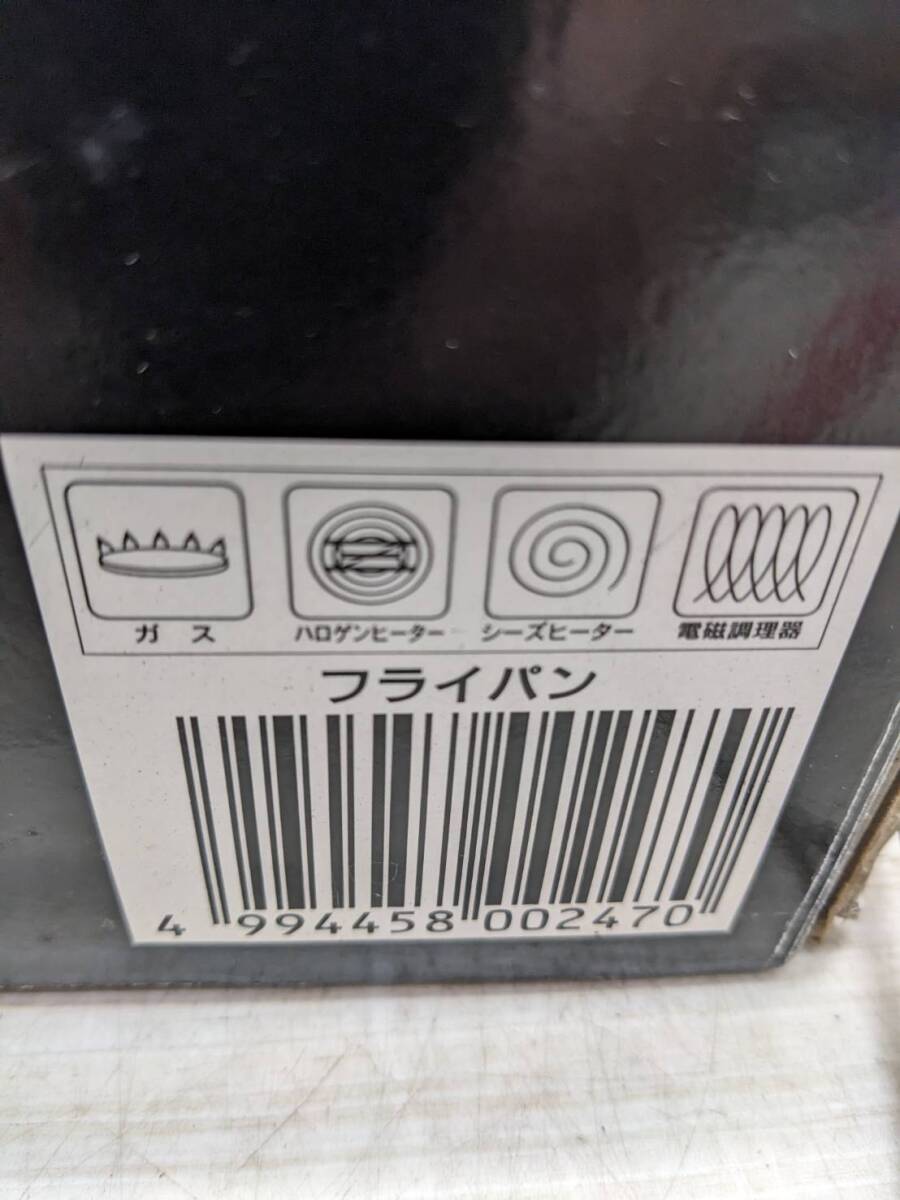 ガス ハロゲンヒーター シーズヒーター 電磁調理器
フライパン
4 994458 002470